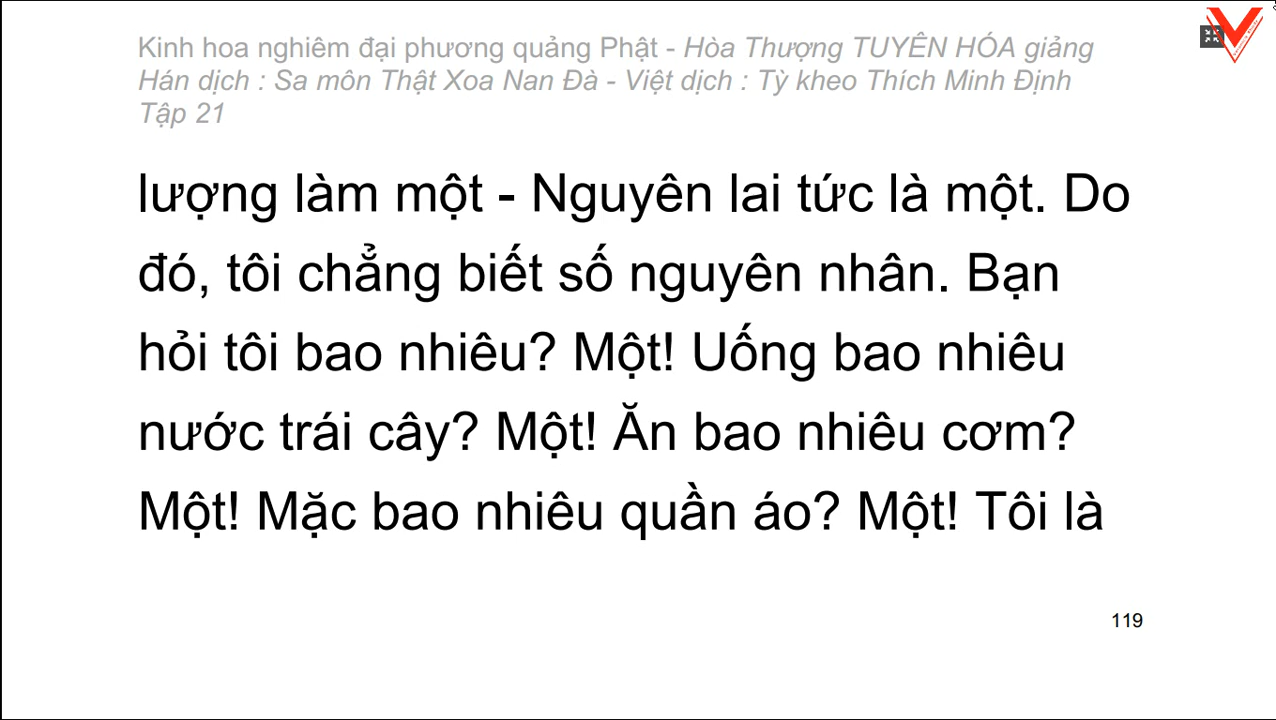 Kinh hoa nghiêm đại phương quảng Phật - Hòa Thượng TUYÊN HÓA giảng
Hán dịch : Sa môn Thật Xoa Nan Đà - Việt dịch : Tỳ kheo Thích Minh Định
Tập 21
lượng làm một - Nguyên lai tức là một. Do
đó, tôi chẳng biết số nguyên nhân. Bạn
hỏi tôi bao nhiêu? Một! Uống bao nhiêu
nước trái cây? Một! Ăn bao nhiêu cơm?
Một! Mặc bao nhiêu quần áo? Một! Tôi là
119